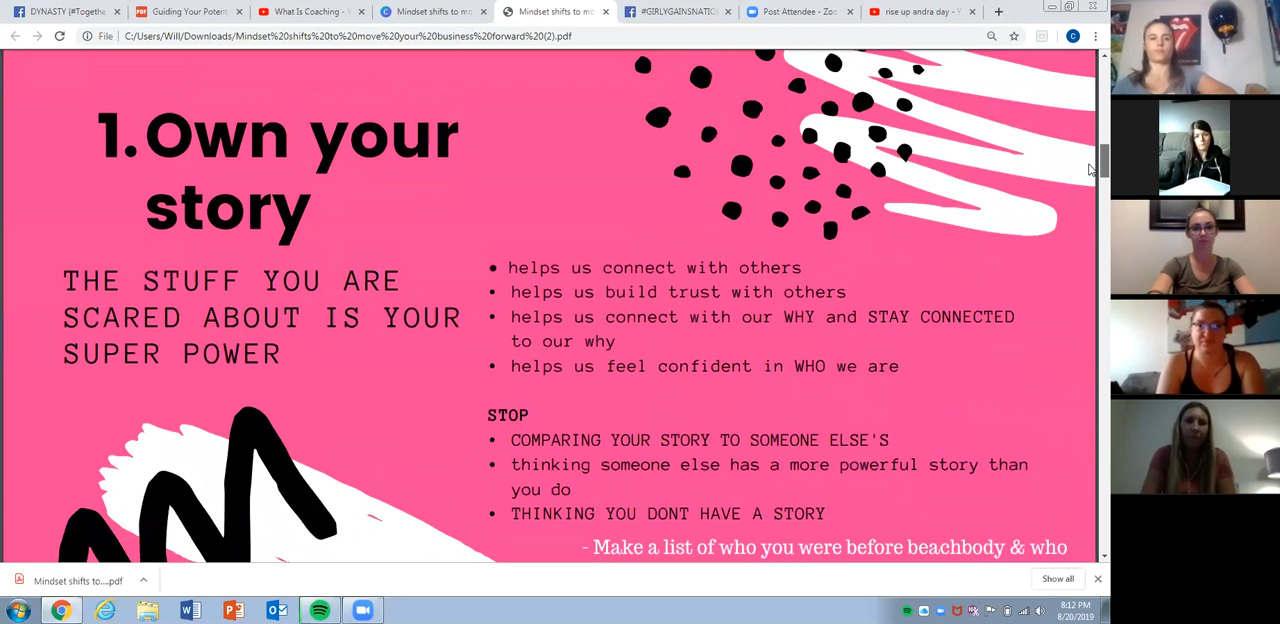 DYNASTY (#Togethe
Guiding Your Potent
What Is Coaching - Y
Mindset shifts to mo
Mindset shifts to mo
#GIRLYGAINSNATIO
Post Attendee - Zoo
rise up andra day - Y
File
C:/Users/Will/Downloads/Mindset%20shifts%20to%20move%20your%20business%20forward%20(2).pdf
1. Own your
story
THE STUFF YOU ARE
SCARED ABOUT IS YOUR
SUPER POWER
• helps us connect with others
• helps us build trust with others
• helps us connect with our WHY and STAY CONNECTED
to our why
• helps us feel confident in WHO we are
STOP
• COMPARING YOUR STORY TO SOMEONE ELSE'S
• thinking someone else has a more powerful story than
you do
• THINKING YOU DONT HAVE A STORY
- Make a list of who you were before beachbody & who
Mindset shifts to....pdf
Show all
8:12 PM
8/20/2019